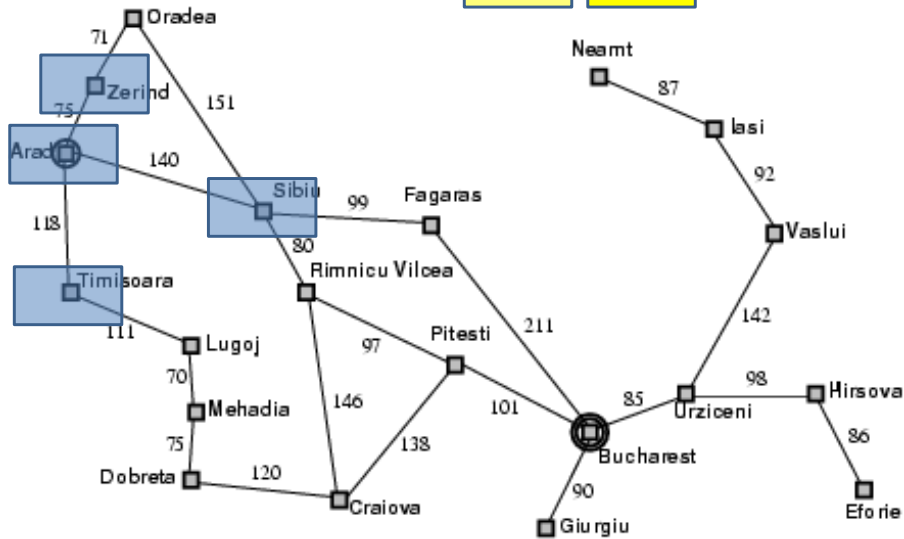 Oradea
Neamt
71
87
Zerind
151
Iasi
75
Arad
140
92
Sibiu
99
Fagaras
118
80
Vaslui
Timisoara
Rimnicu Vilcea
111
211
142
Lugoj
97
Pitesti
70
98
Hirsova
146
101
85
Urziceni
Mehadia
138
86
75
Bucharest
Dobreta
120
90
Craiova
Eforie
Giurgiu